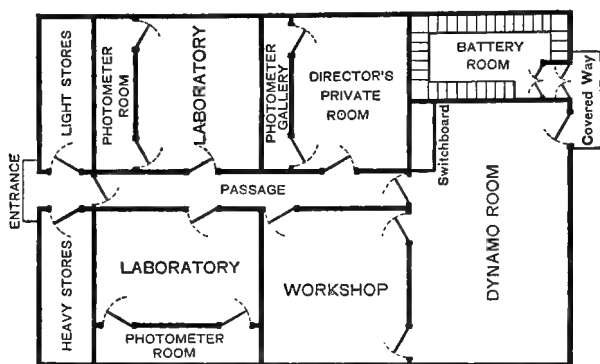 LIGHT STORES
PHOTOMETER
ROOM
LABORATORY
PHOTOMETER
GALLERY
DIRECTOR'S
PRIVATE
ROOM
BATTERY
ROOM
Covered Way
Switchboard
ENTRANCE
PASSAGE
DYNAMO ROOM
HEAVY STORES
LABORATORY
WORKSHOP
PHOTOMETER
ROOM